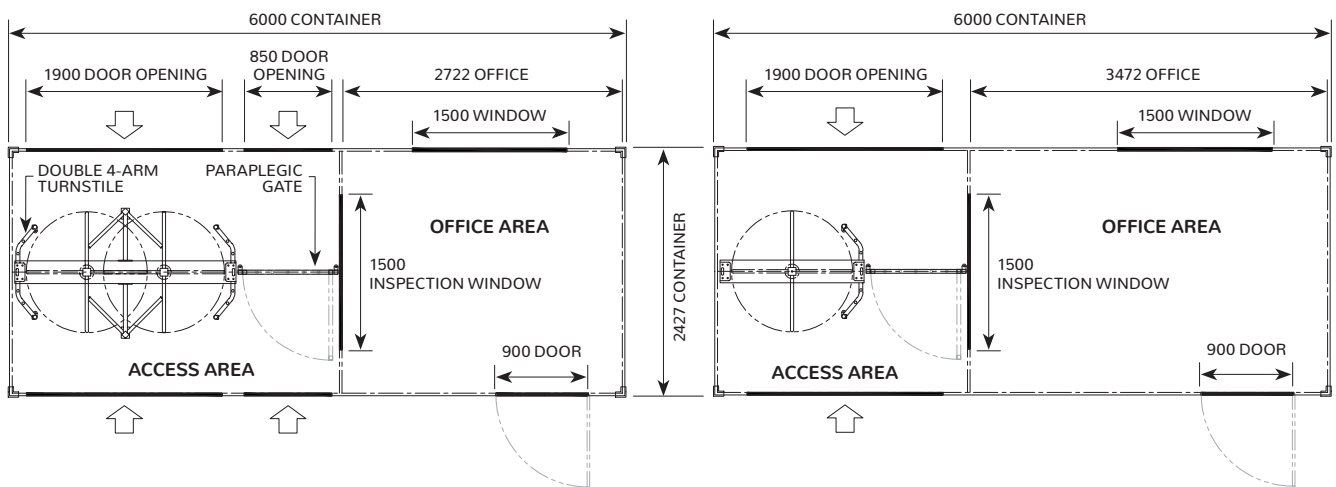 6000 CONTAINER
850 DOOR
OPENING
1900 DOOR OPENING
2722 OFFICE
1500 WINDOW
DOUBLE 4-ARM
TURNSTILE
PARAPLEGIC
GATE
OFFICE AREA
1500
INSPECTION WINDOW
900 DOOR
ACCESS AREA
2427 CONTAINER
6000 CONTAINER
1900 DOOR OPENING
3472 OFFICE
1500 WINDOW
OFFICE AREA
1500
INSPECTION WINDOW
900 DOOR
ACCESS AREA